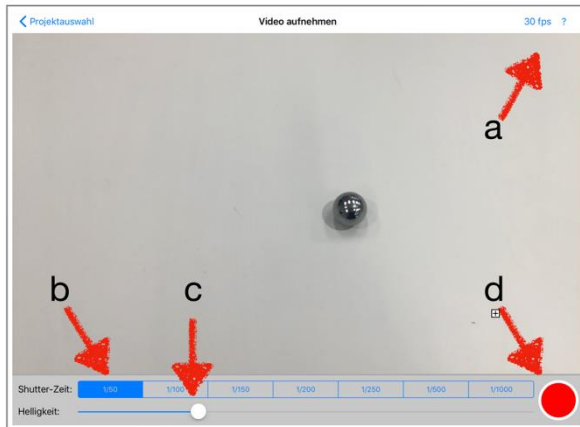 Projektauswahl Video aufnehmen 30 fps ?
a
b c d
Shutter-Zeit: 1/50 1/100 1/150 1/200 1/250 1/500 1/1000
Helligkeit: